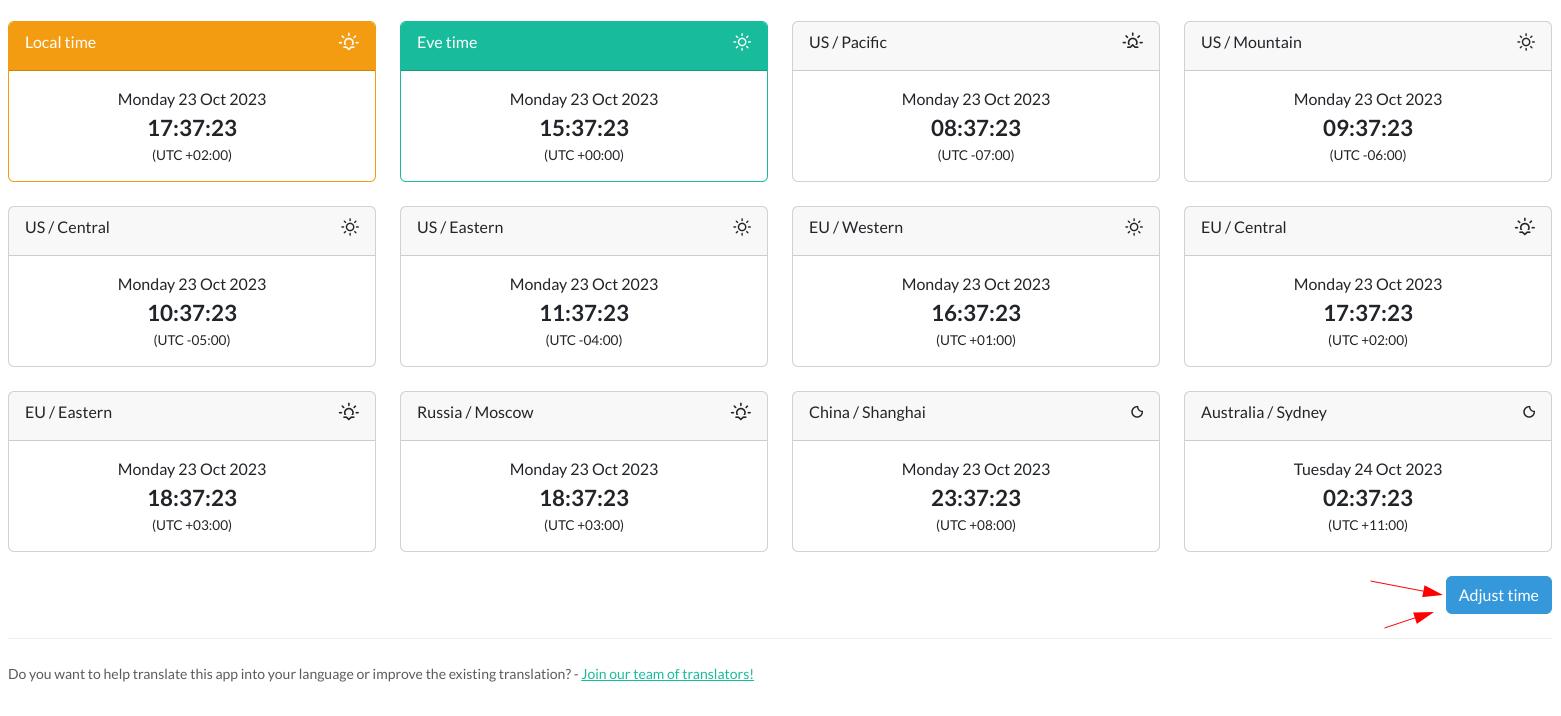 Local time
Monday 23 Oct 2023
17:37:23
(UTC +02:00)
Eve time
Monday 23 Oct 2023
15:37:23
(UTC +00:00)
US / Pacific
Monday 23 Oct 2023
08:37:23
(UTC -07:00)
US / Mountain
Monday 23 Oct 2023
09:37:23
(UTC -06:00)
US / Central
Monday 23 Oct 2023
10:37:23
(UTC -05:00)
US / Eastern
Monday 23 Oct 2023
11:37:23
(UTC -04:00)
EU / Western
Monday 23 Oct 2023
16:37:23
(UTC +01:00)
EU / Central
Monday 23 Oct 2023
17:37:23
(UTC +02:00)
EU / Eastern
Monday 23 Oct 2023
18:37:23
(UTC +03:00)
Russia / Moscow
Monday 23 Oct 2023
18:37:23
(UTC +03:00)
China / Shanghai
Monday 23 Oct 2023
23:37:23
(UTC +08:00)
Australia / Sydney
Tuesday 24 Oct 2023
02:37:23
(UTC +11:00)
Adjust time
Do you want to help translate this app into your language or improve the existing translation? - Join our team of translators!